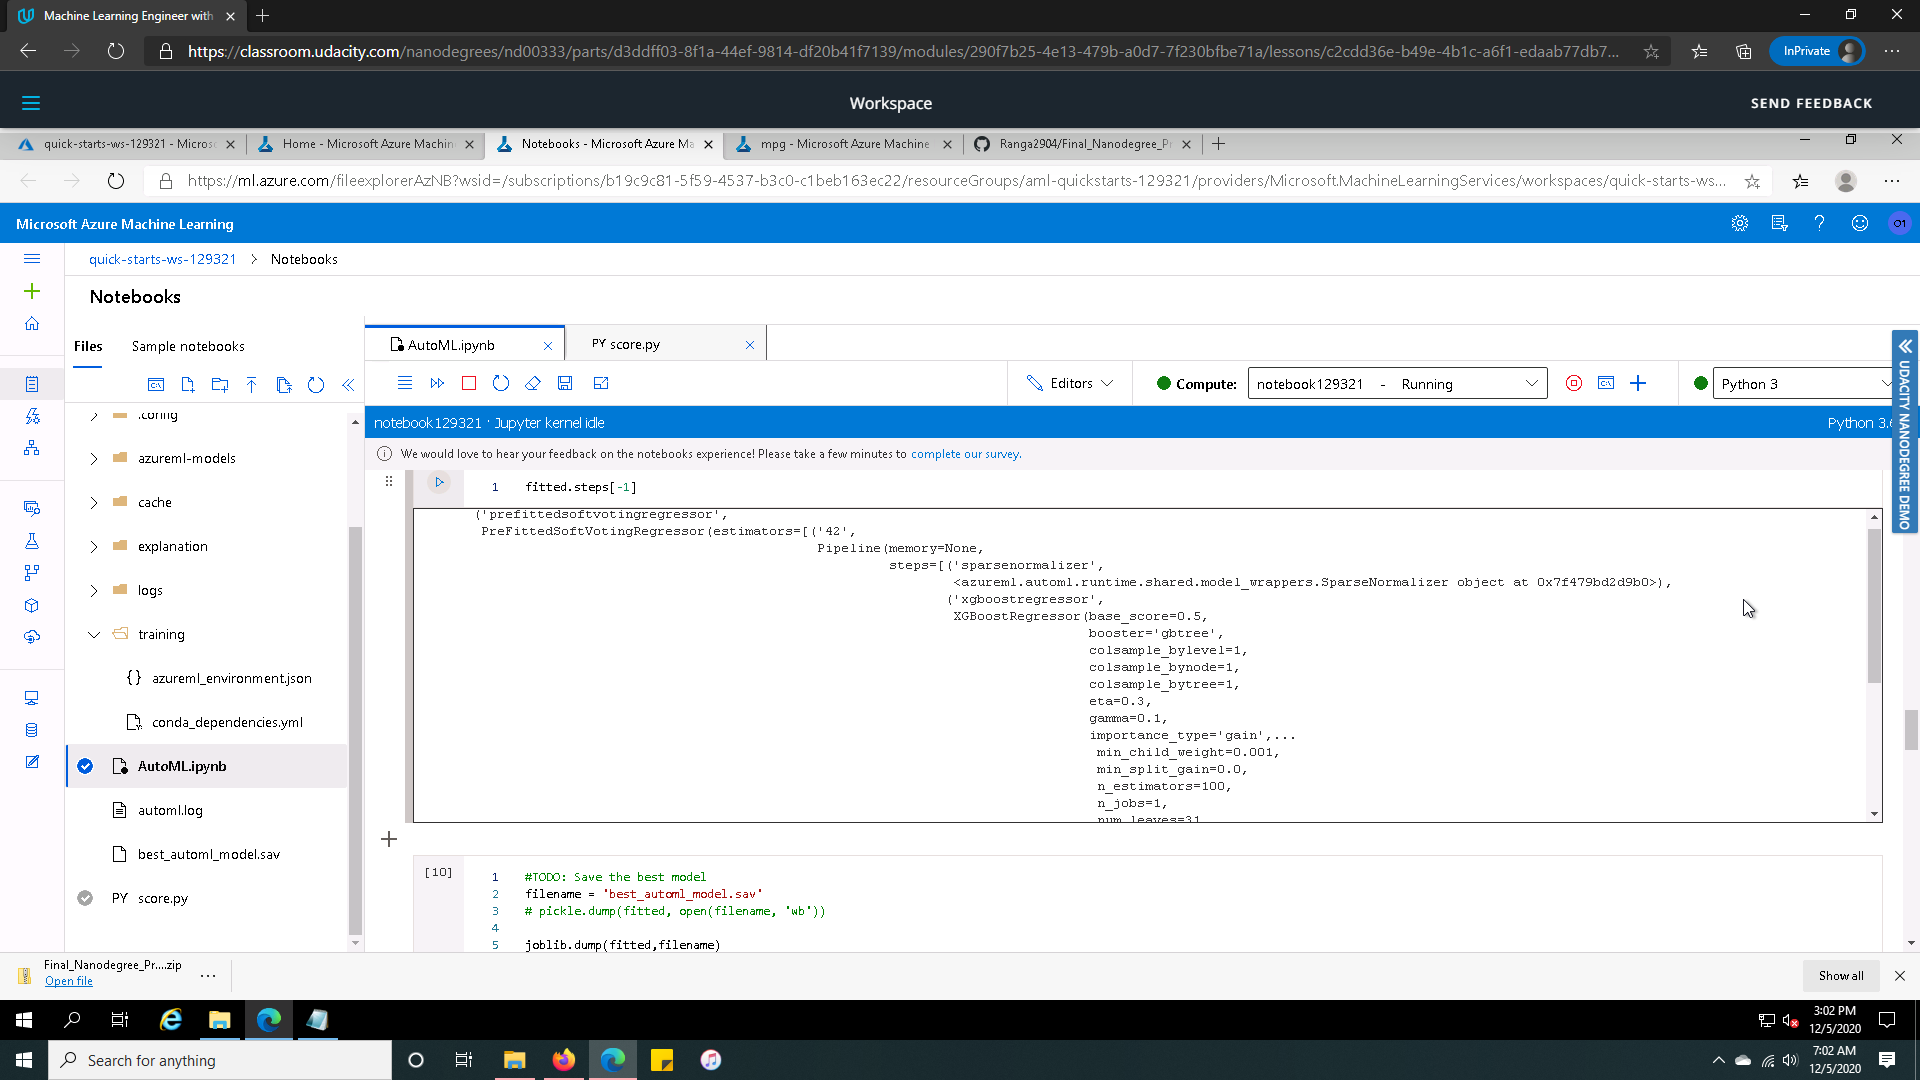 Machine Learning Engineer with
https://classroom.udacity.com/nanodegrees/nd00333/parts/d3ddff03-8f1a-44ef-9814-df20b41f7139/modules/290f7b25-4e13-479b-a0d7-7f230bfbe71a/lessons/c2cdd36e-b49e-4b1c-a6f1-edaab77db7...
InPrivate
Workspace
SEND FEEDBACK
quick-starts-ws-129321 - Micros
Home - Microsoft Azure Machin
Notebooks - Microsoft Azure Ma
mpg - Microsoft Azure Machine
Ranga2904/Final_Nanodegree_Pr
https://ml.azure.com/fileexplorerAzNB?wsid=/subscriptions/b19c9c81-5f59-4537-b3c0-c1beb163ec22/resourceGroups/aml-quickstarts-129321/providers/Microsoft.MachineLearningServices/workspaces/quick-starts-ws...
Microsoft Azure Machine Learning
O1
quick-starts-ws-129321 > Notebooks
Notebooks
Files
Sample notebooks
AutoML.ipynb
PY score.py
Editors
Compute:
notebook129321 - Running
Python 3
UDACITY NANODEGREE DEMO
notebook129321 · Jupyter kernel idle
Python 3.6
We would love to hear your feedback on the notebooks experience! Please take a few minutes to complete our survey.
.config
azureml-models
cache
explanation
logs
training
{} azureml_environment.json
conda_dependencies.yml
AutoML.ipynb
automl.log
best_automl_model.sav
PY score.py
1 fitted.steps[-1]
('prefittedsoftvotingregressor',
PreFittedSoftVotingRegressor(estimators=[('42',
Pipeline(memory=None,
steps=[('sparsenormalizer',
<azureml.automl.runtime.shared.model_wrappers.SparseNormalizer object at 0x7f479bd2d9b0>),
('xgboostregressor',
XGBoostRegressor(base_score=0.5,
booster='gbtree',
colsample_bylevel=1,
colsample_bynode=1,
colsample_bytree=1,
eta=0.3,
gamma=0.1,
importance_type='gain',...
min_child_weight=0.001,
min_split_gain=0.0,
n_estimators=100,
n_jobs=1,
num_leaves=31
[10]
1 #TODO: Save the best model
2 filename = 'best_automl_model.sav'
3 # pickle.dump(fitted, open(filename, 'wb'))
4
5 joblib.dump(fitted,filename)
Final_Nanodegree_Pr....zip
Open file
Show all
3:02 PM
12/5/2020
Search for anything
7:02 AM
12/5/2020